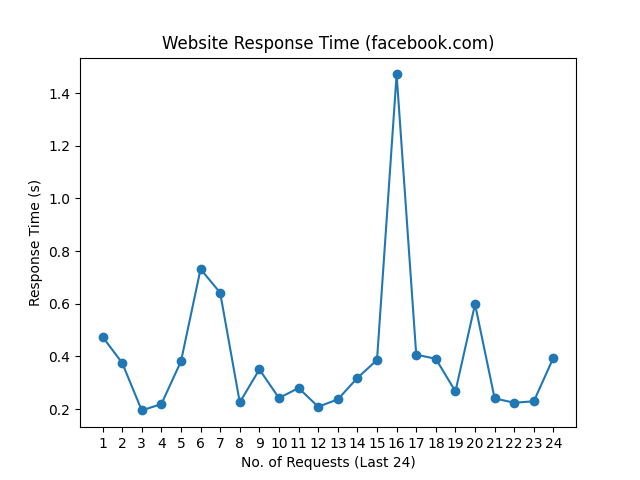 Website Response Time (facebook.com)
Response Time (s)
1.4
1.2
1.0
0.8
0.6
0.4
0.2
1 2 3 4 5 6 7 8 9 10 11 12 13 14 15 16 17 18 19 20 21 22 23 24
No. of Requests (Last 24)